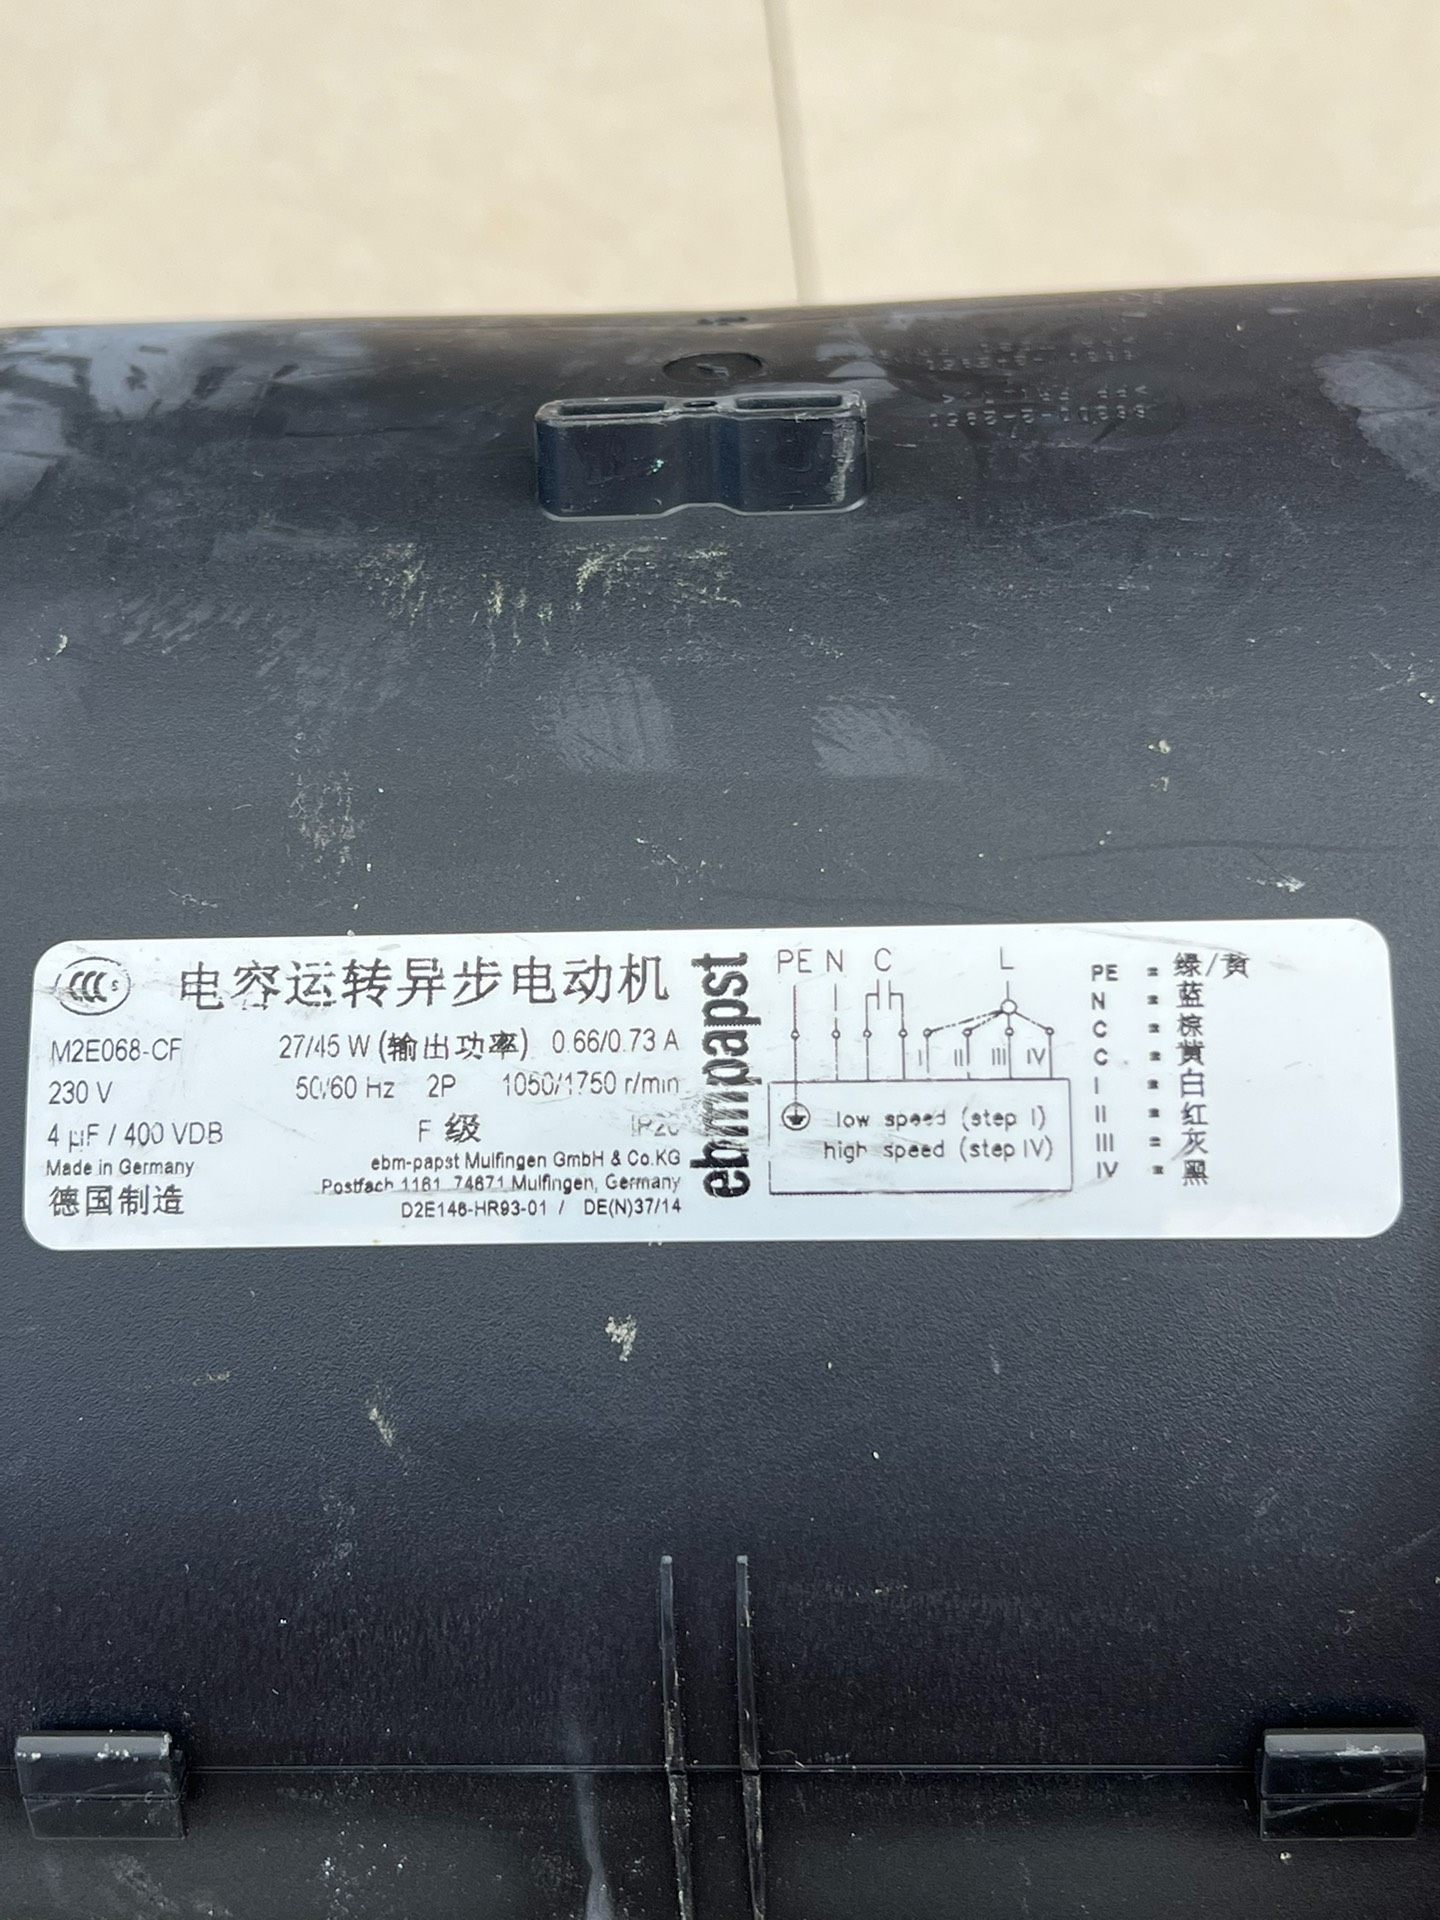 CCC S
电容运转异步电动机
M2E068-CF 27/45 W (输出功率) 0.66/0.73 A
230 V 50/60 Hz 2P 1050/1750 r/min
4 µF / 400 VDB F 级 IP20
Made in Germany ebm-papst Mulfingen GmbH & Co.KG
德国制造 Postfach 1161 74671 Mulfingen, Germany
D2E146-HR93-01 / DE(N)37/14
ebmpapst
PE N C L
I II III IV
low speed (step I)
high speed (step IV)
PE = 绿/黄
N = 蓝
C = 棕
C = 黄
I = 白
II = 红
III = 灰
IV = 黑